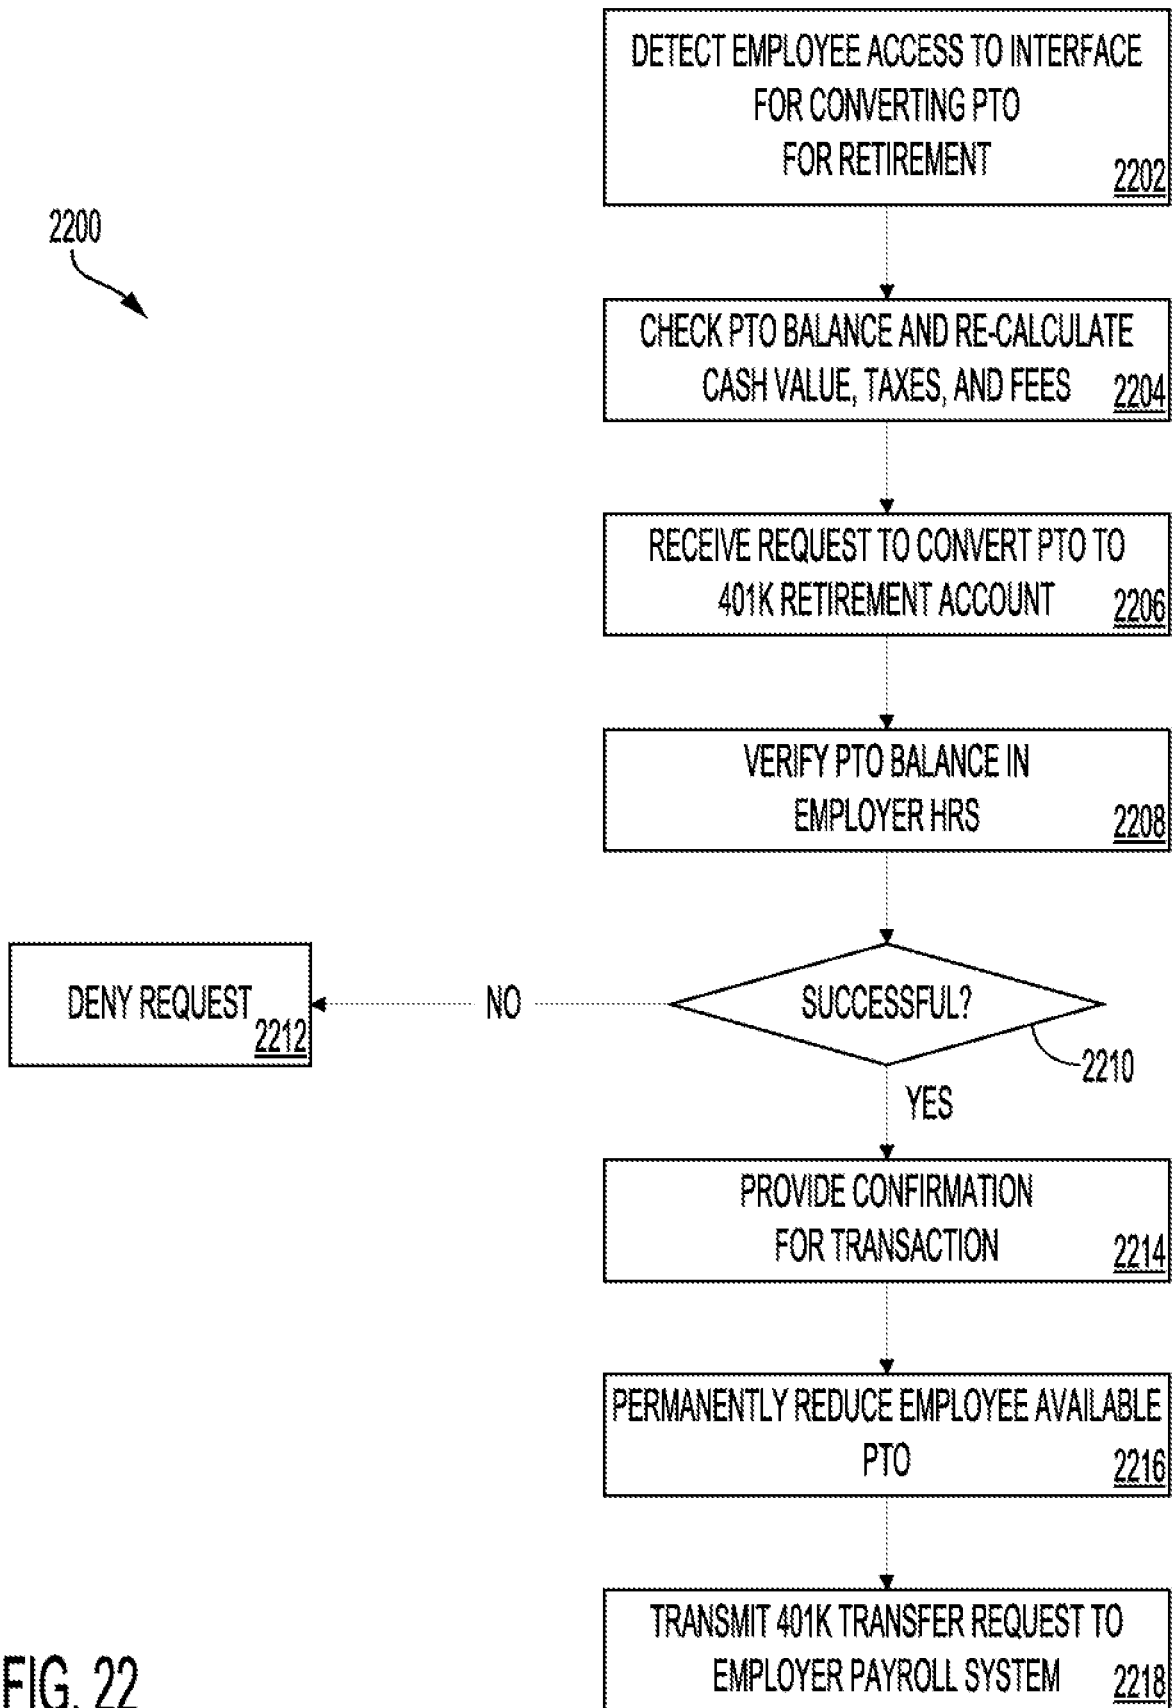 DETECT EMPLOYEE ACCESS TO INTERFACE
FOR CONVERTING PTO
FOR RETIREMENT
2202
2200
CHECK PTO BALANCE AND RE-CALCULATE
CASH VALUE, TAXES, AND FEES
2204
RECEIVE REQUEST TO CONVERT PTO TO
401K RETIREMENT ACCOUNT
2206
VERIFY PTO BALANCE IN
EMPLOYER HRS
2208
SUCCESSFUL?
2210
NO
DENY REQUEST
2212
YES
PROVIDE CONFIRMATION
FOR TRANSACTION
2214
PERMANENTLY REDUCE EMPLOYEE AVAILABLE
PTO
2216
TRANSMIT 401K TRANSFER REQUEST TO
EMPLOYER PAYROLL SYSTEM
2218
FIG. 22